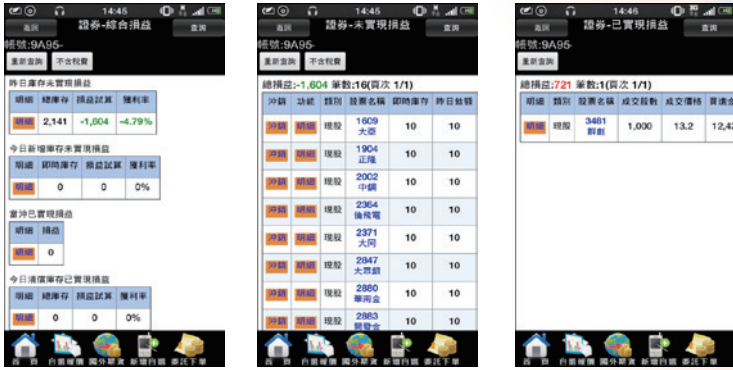 14:45
返回 證券-綜合損益 查詢
帳號:9A95-
重新查詢 不含稅費
昨日庫存未實現損益
明細 總庫存 損益試算 獲利率
明細 2,141 -1,604 -4.79%
今日新增庫存未實現損益
明細 即時庫存 損益試算 獲利率
明細 0 0 0%
當沖已實現損益
明細 損益
明細 0
今日清償庫存已實現損益
明細 總庫存 損益試算 獲利率
明細 0 0 0%
首 頁 自選報價 國外期貨 新增自選 委託下單
14:45
返回 證券-未實現損益 查詢
帳號:9A95-
重新查詢 不含稅費
總損益:-1,604 筆數:16(頁次 1/1)
沖銷 功能 類別 股票名稱 即時庫存 昨日餘額
沖銷 明細 現股 1609 大亞 10 10
沖銷 明細 現股 1904 正隆 10 10
沖銷 明細 現股 2002 中鋼 10 10
沖銷 明細 現股 2364 倫飛電 10 10
沖銷 明細 現股 2371 大同 10 10
沖銷 明細 現股 2847 大眾銀 10 10
沖銷 明細 現股 2880 華南金 10 10
沖銷 明細 現股 2883 開發金 10 10
首 頁 自選報價 國外期貨 新增自選 委託下單
14:46
返回 證券-已實現損益 查詢
帳號:9A95-
重新查詢 不含稅費
總損益:721 筆數:1(頁次 1/1)
明細 類別 股票名稱 成交股數 成交價格 買進金
明細 現股 3481 群創 1,000 13.2 12,4
首 頁 自選報價 國外期貨 新增自選 委託下單